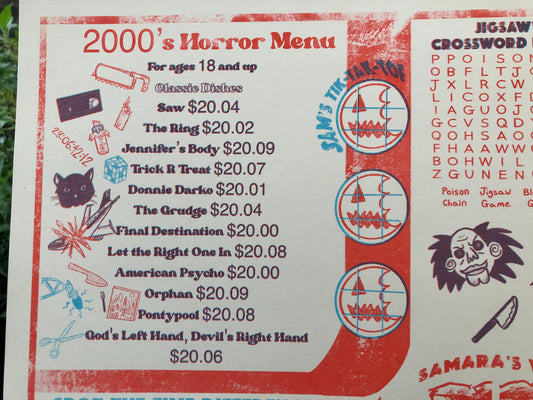 2000's Horror Menu
For ages 18 and up
Classic Dishes
Saw $20.04
The Ring $20.02
Jennifer's Body $20.09
Trick R Treat $20.07
Donnie Darko $20.01
The Grudge $20.04
Final Destination $20.00
Let the Right One In $20.08
American Psycho $20.00
Orphan $20.09
Pontypool $20.08
God's Left Hand, Devil's Right Hand
$20.06
28:06:42:12
SAM'S TIK-TAK-TOE
JIGSAW
CROSSWORD
P P O I S O N
O B F L T J
J X L R C W
L I C O X F
I A G U O J
G C V S Q D
Q O H S A O
F H A A W W
B O H W I L
Z G U N E N
Poison Jigsaw Bl
Chain Game
SAMARA'S